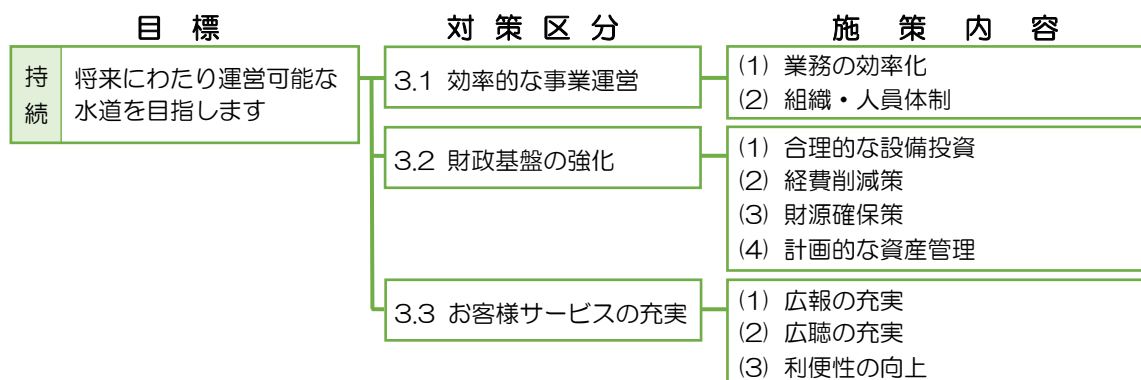 目 標 対 策 区 分 施 策 内 容
持続
将来にわたり運営可能な
水道を目指します
3.1 効率的な事業運営
(1) 業務の効率化
(2) 組織・人員体制
3.2 財政基盤の強化
(1) 合理的な設備投資
(2) 経費削減策
(3) 財源確保策
(4) 計画的な資産管理
3.3 お客様サービスの充実
(1) 広報の充実
(2) 広聴の充実
(3) 利便性の向上